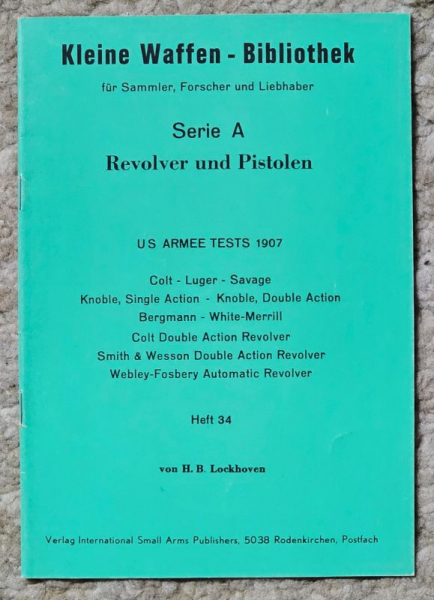 Kleine Waffen - Bibliothek
für Sammler, Forscher und Liebhaber
Serie A
Revolver und Pistolen
US ARMEE TESTS 1907
Colt - Luger - Savage
Knoble, Single Action - Knoble, Double Action
Bergmann - White-Merrill
Colt Double Action Revolver
Smith & Wesson Double Action Revolver
Webley-Fosbery Automatic Revolver
Heft 34
von H. B. Lockhoven
Verlag International Small Arms Publishers, 5038 Rodenkirchen, Postfach